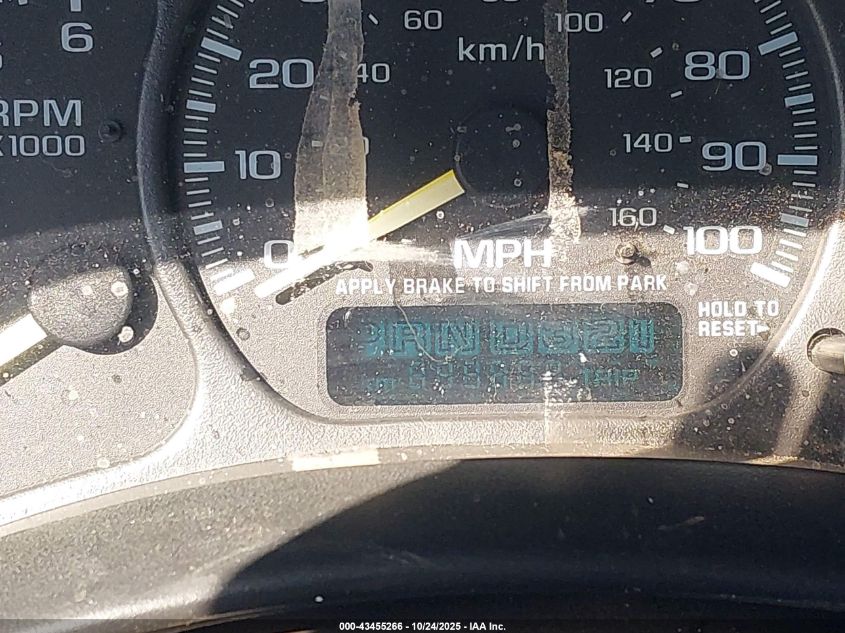 60
100
6
km/h
20
40
120
80
RPM
X1000
10
140
90
160
0
MPH
100
APPLY BRAKE TO SHIFT FROM PARK
HOLD TO
RESET
TRIP
000-43455266 - 10/24/2025 - IAA Inc.